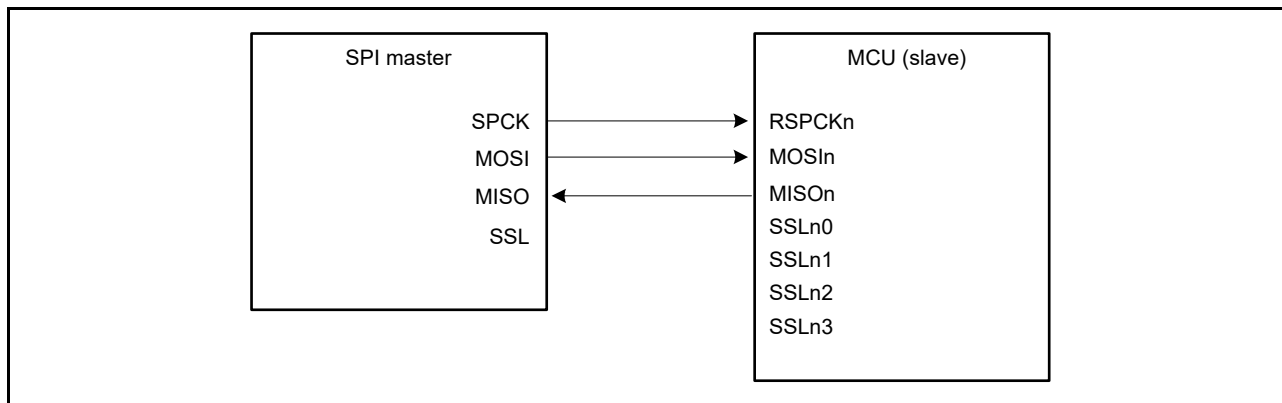 SPI master
SPCK
MOSI
MISO
SSL
MCU (slave)
RSPCKn
MOSIn
MISOn
SSLn0
SSLn1
SSLn2
SSLn3